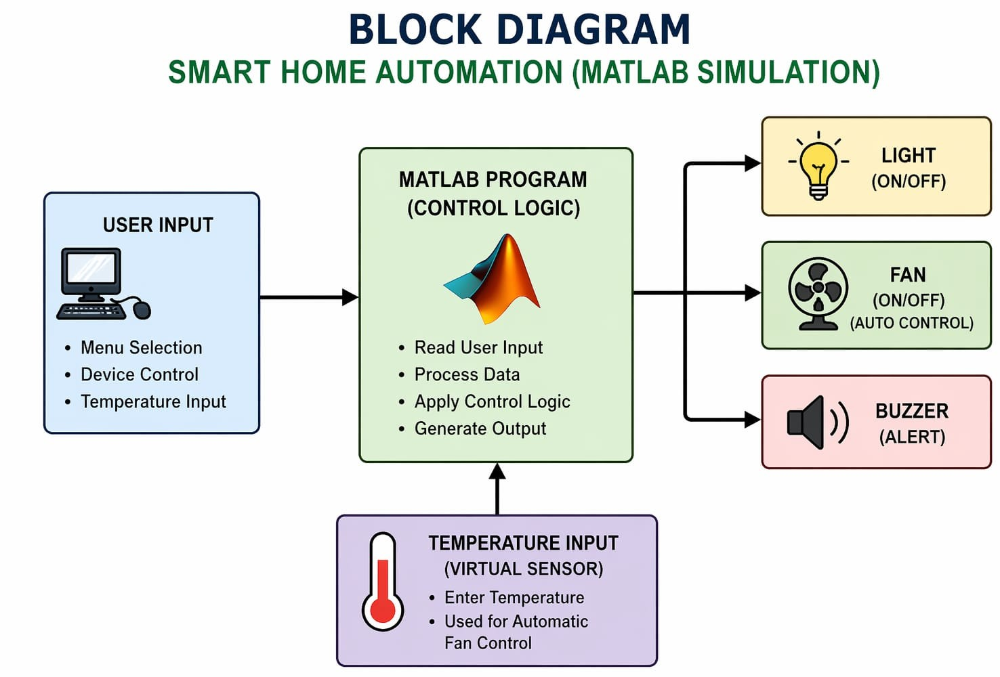 BLOCK DIAGRAM
SMART HOME AUTOMATION (MATLAB SIMULATION)
USER INPUT
• Menu Selection
• Device Control
• Temperature Input
MATLAB PROGRAM
(CONTROL LOGIC)
• Read User Input
• Process Data
• Apply Control Logic
• Generate Output
LIGHT
(ON/OFF)
FAN
(ON/OFF)
(AUTO CONTROL)
BUZZER
(ALERT)
TEMPERATURE INPUT
(VIRTUAL SENSOR)
• Enter Temperature
• Used for Automatic
Fan Control